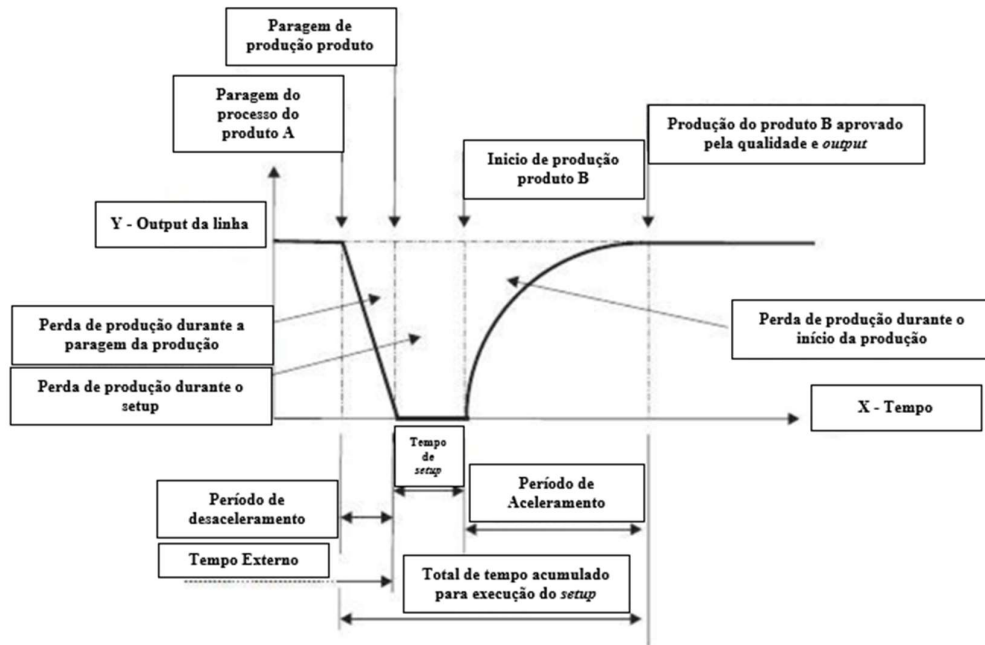 Paragem de
produção produto
Paragem do
processo do
produto A
Inicio de produção
produto B
Produção do produto B aprovado
pela qualidade e output
Y - Output da linha
Perda de produção durante a
paragem da produção
Perda de produção durante o
setup
Perda de produção durante o
início da produção
X - Tempo
Tempo
de
setup
Período de
desaceleramento
Período de
Aceleramento
Tempo Externo
Total de tempo acumulado
para execução do setup